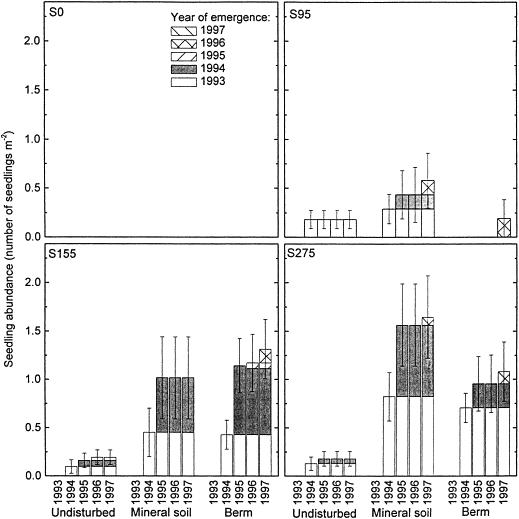 S0
Year of emergence:
1997
1996
1995
1994
1993
S95
2.0
1.5
1.0
0.5
0.0
Seedling abundance (number of seedlings m-2)
S155
S275
2.0
1.5
1.0
0.5
0.0
1993 1994 1995 1996 1997 1993 1994 1995 1996 1997 1993 1994 1995 1996 1997 1993 1994 1995 1996 1997 1993 1994 1995 1996 1997 1993 1994 1995 1996 1997
Undisturbed Mineral soil Berm Undisturbed Mineral soil Berm